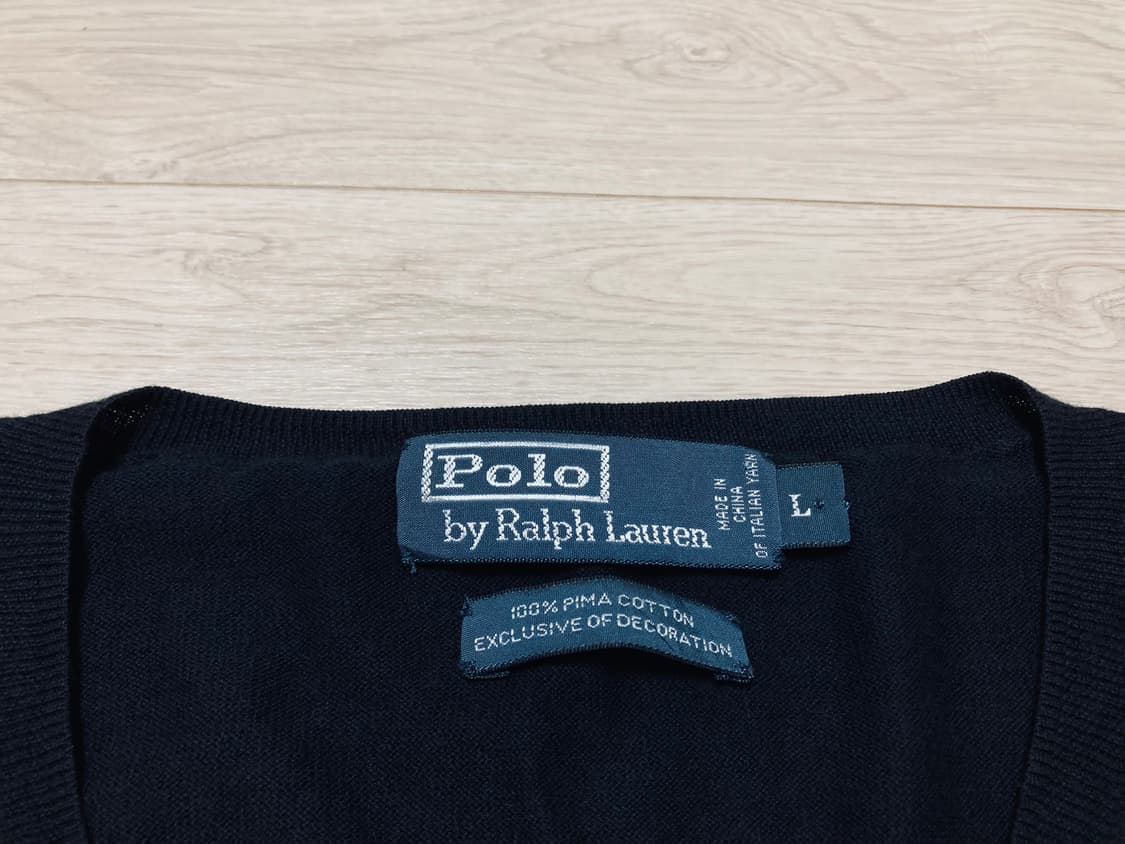 Polo
by Ralph Lauren
MADE IN
CHINA
OF ITALIAN YARN
L
100% PIMA COTTON
EXCLUSIVE OF DECORATION